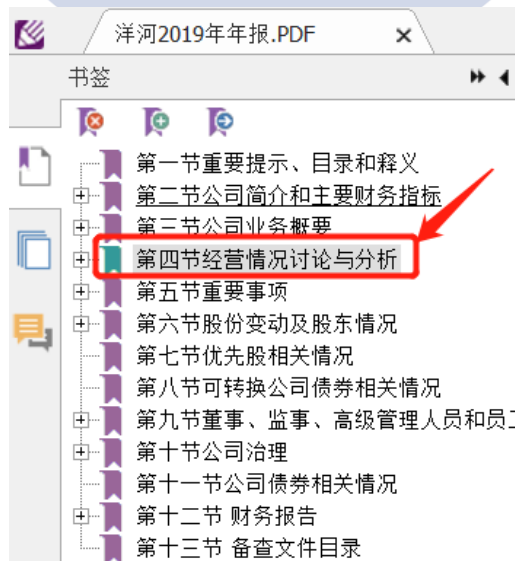 洋河2019年年报.PDF
书签
第一节重要提示、目录和释义
第二节公司简介和主要财务指标
第三节公司业务概要
第四节经营情况讨论与分析
第五节重要事项
第六节股份变动及股东情况
第七节优先股相关情况
第八节可转换公司债券相关情况
第九节董事、监事、高级管理人员和员
第十节公司治理
第十一节公司债券相关情况
第十二节 财务报告
第十三节 备查文件目录